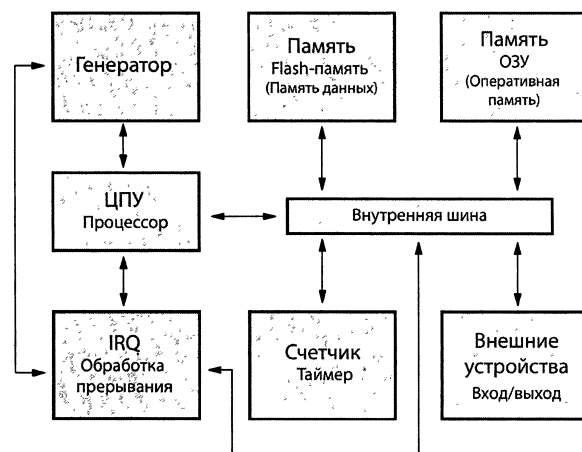 Генератор
Память
Flash-память
(Память данных)
Память
ОЗУ
(Оперативная
память)
ЦПУ
Процессор
Внутренняя шина
IRQ
Обработка
прерывания
Счетчик
Таймер
Внешние
устройства
Вход/выход